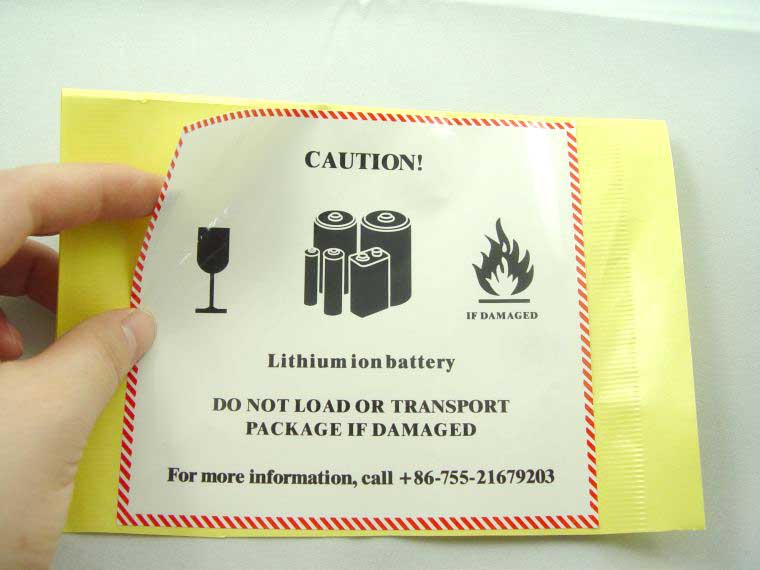 CAUTION!
IF DAMAGED
Lithium ion battery
DO NOT LOAD OR TRANSPORT
PACKAGE IF DAMAGED
For more information, call +86-755-21679203